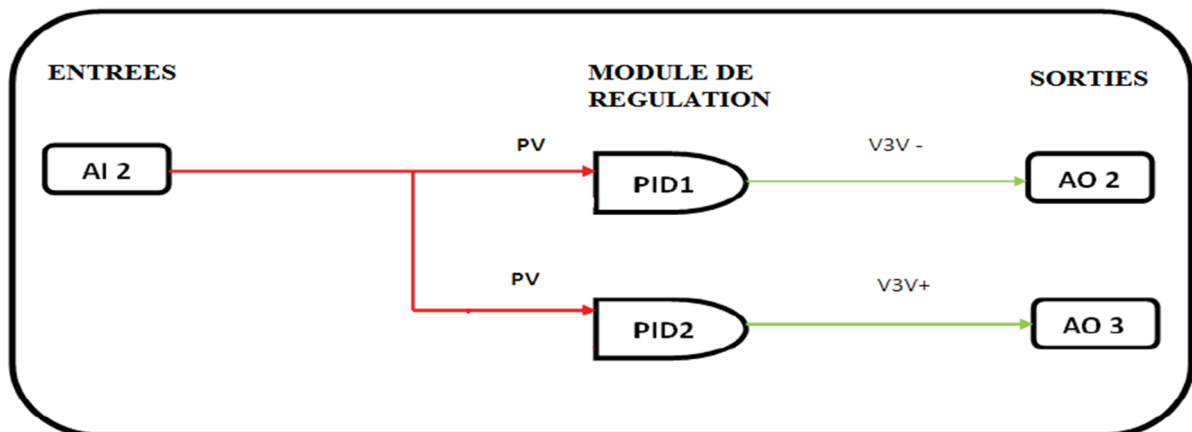 ENTREES
MODULE DE
REGULATION
SORTIES
AI 2
PV
PID1
V3V -
AO 2
PV
PID2
V3V+
AO 3